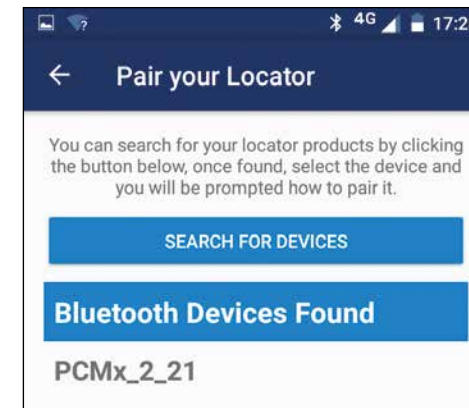 4G 17:2
Pair your Locator
You can search for your locator products by clicking
the button below, once found, select the device and
you will be prompted how to pair it.
SEARCH FOR DEVICES
Bluetooth Devices Found
PCMx_2_21